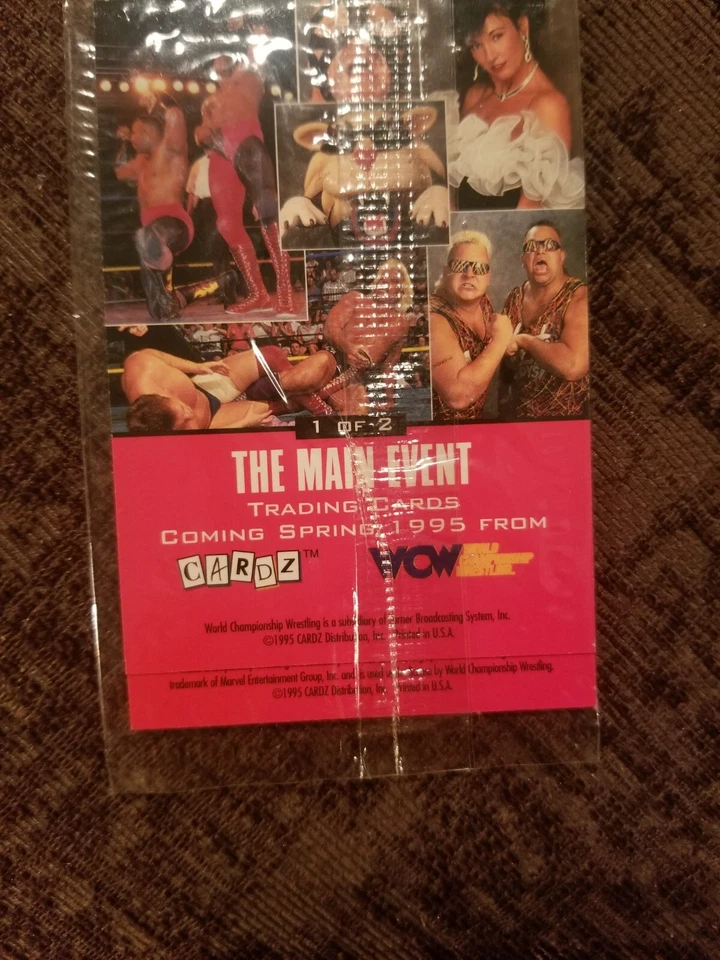 1 OF 2
THE MAIN EVENT
TRADING CARDS
COMING SPRING 1995 FROM
CARDZ™ WCW
World Championship Wrestling is a subsidiary of Turner Broadcasting System, Inc.
©1995 CARDZ Distribution, Inc. Printed in U.S.A.
trademark of Marvel Entertainment Group, Inc. and is used by World Championship Wrestling.
©1995 CARDZ Distribution, Inc. Printed in U.S.A.